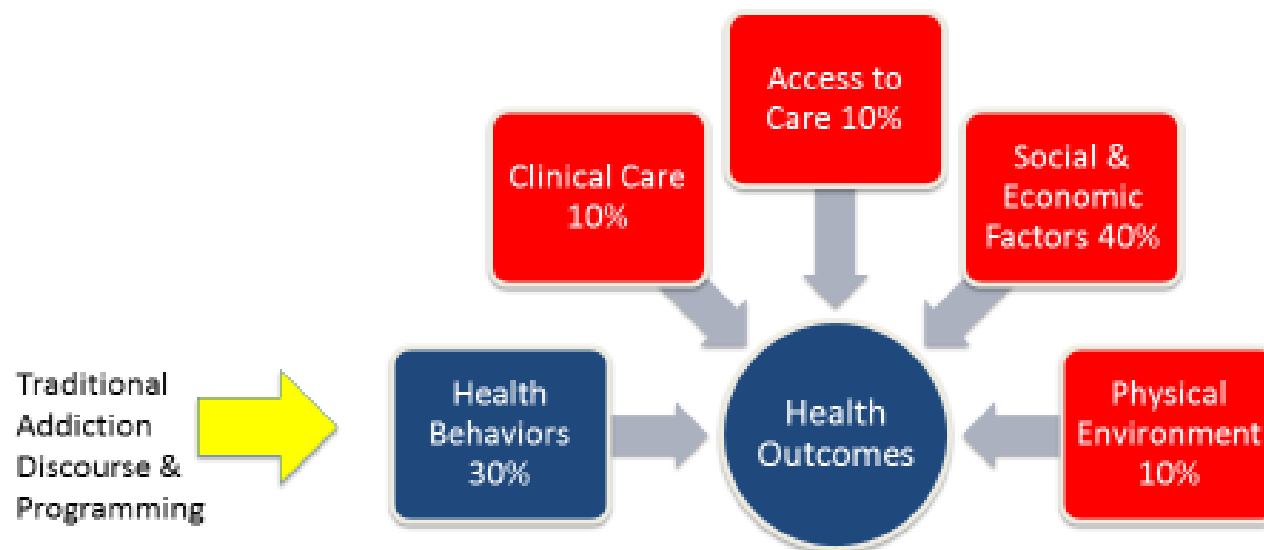 Access to
Care 10%
Clinical Care
10%
Social &
Economic
Factors 40%
Traditional
Addiction
Discourse &
Programming
Health
Behaviors
30%
Health
Outcomes
Physical
Environment
10%